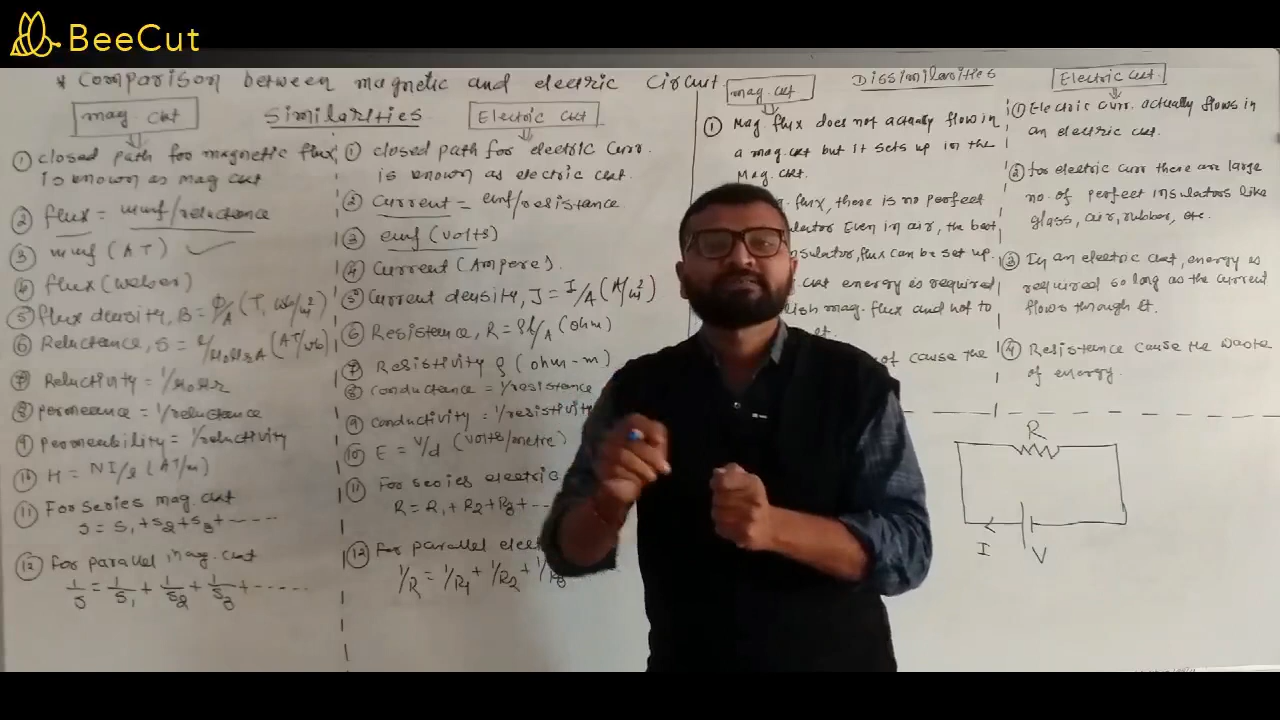 BeeCut
* Comparison between magnetic and electric Circut
mag. ckt
Similarities
Electric ckt
① closed path for magnetic flux
is known as mag ckt
② flux = mmf/reluctance
③ mmf (AT)
④ flux (weber)
⑤ flux density, B = Φ/A (T, wb/m²)
⑥ Reluctance, S = l/μ0μrA (AT/wb)
⑦ Reluctivity = 1/μ0μr
⑧ permeance = 1/reluctance
⑨ permeability = 1/reluctivity
⑩ H = NI/l (AT/m)
⑪ For series mag ckt
S = S1 + S2 + S3 + -----
⑫ for parallel mag. ckt
1/S = 1/S1 + 1/S2 + 1/S3 + -----
① closed path for electric curr.
is known as electric ckt.
② Current = emf/resistance
③ emf (volts)
④ Current (Ampere).
⑤ Current density, J = I/A (A/m²)
⑥ Resistance, R = ρl/A (ohm)
⑦ Resistivity ρ (ohm-m)
⑧ conductance = 1/resistance
⑨ conductivity = 1/resistivity
⑩ E = V/d (volts/metre)
⑪ for series electric
R = R1 + R2 + R3 + --
⑫ for parallel elect
1/R = 1/R1 + 1/R2 + 1/R3
Dissimilarities
mag. ckt
① Mag flux does not actually flow in
a mag. ckt but it sets up in the
Mag. ckt.
flux, there is no perfect
Even in air, the best
flux can be set up.
ckt energy is required
mag. flux and not to
it.
of cause the
Electric ckt.
① Electric curr. actually flows in
an electric ckt.
② for electric curr there are large
no. of perfect insulators like
glass, air, rubber, etc.
③ In an electric ckt, energy is
required so long as the current
flows through it.
④ Resistance cause the waste
of energy.
R
I
V